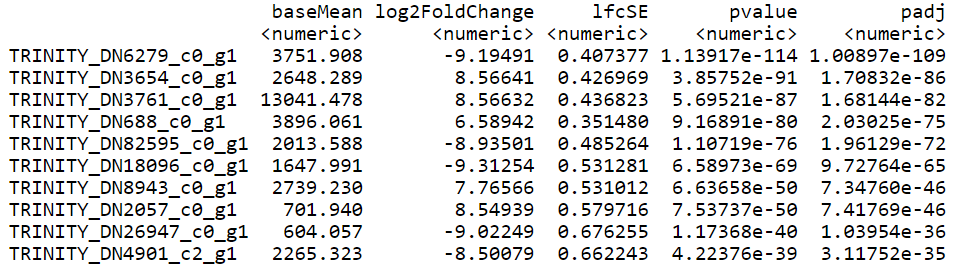 baseMean log2FoldChange lfcSE pvalue padj
<numeric> <numeric> <numeric> <numeric> <numeric>
TRINITY_DN6279_c0_g1 3751.908 -9.19491 0.407377 1.13917e-114 1.00897e-109
TRINITY_DN3654_c0_g1 2648.289 8.56641 0.426969 3.85752e-91 1.70832e-86
TRINITY_DN3761_c0_g1 13041.478 8.56632 0.436823 5.69521e-87 1.68144e-82
TRINITY_DN688_c0_g1 3896.061 6.58942 0.351480 9.16891e-80 2.03025e-75
TRINITY_DN82595_c0_g1 2013.588 -8.93501 0.485264 1.10719e-76 1.96129e-72
TRINITY_DN18096_c0_g1 1647.991 -9.31254 0.531281 6.58973e-69 9.72764e-65
TRINITY_DN8943_c0_g1 2739.230 7.76566 0.531012 6.63658e-50 7.34760e-46
TRINITY_DN2057_c0_g1 701.940 8.54939 0.579716 7.53737e-50 7.41769e-46
TRINITY_DN26947_c0_g1 604.057 -9.02249 0.676255 1.17368e-40 1.03954e-36
TRINITY_DN4901_c2_g1 2265.323 -8.50079 0.662243 4.22376e-39 3.11752e-35